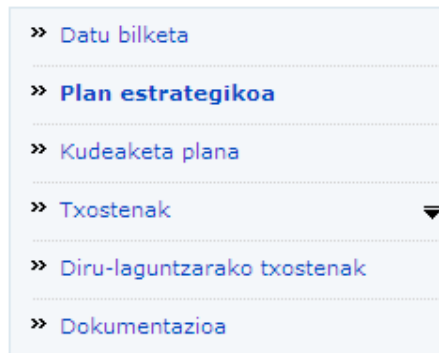 » Datu bilketa
» Plan estrategikoa
» Kudeaketa plana
» Txostenak
» Diru-laguntzarako txostenak
» Dokumentazioa